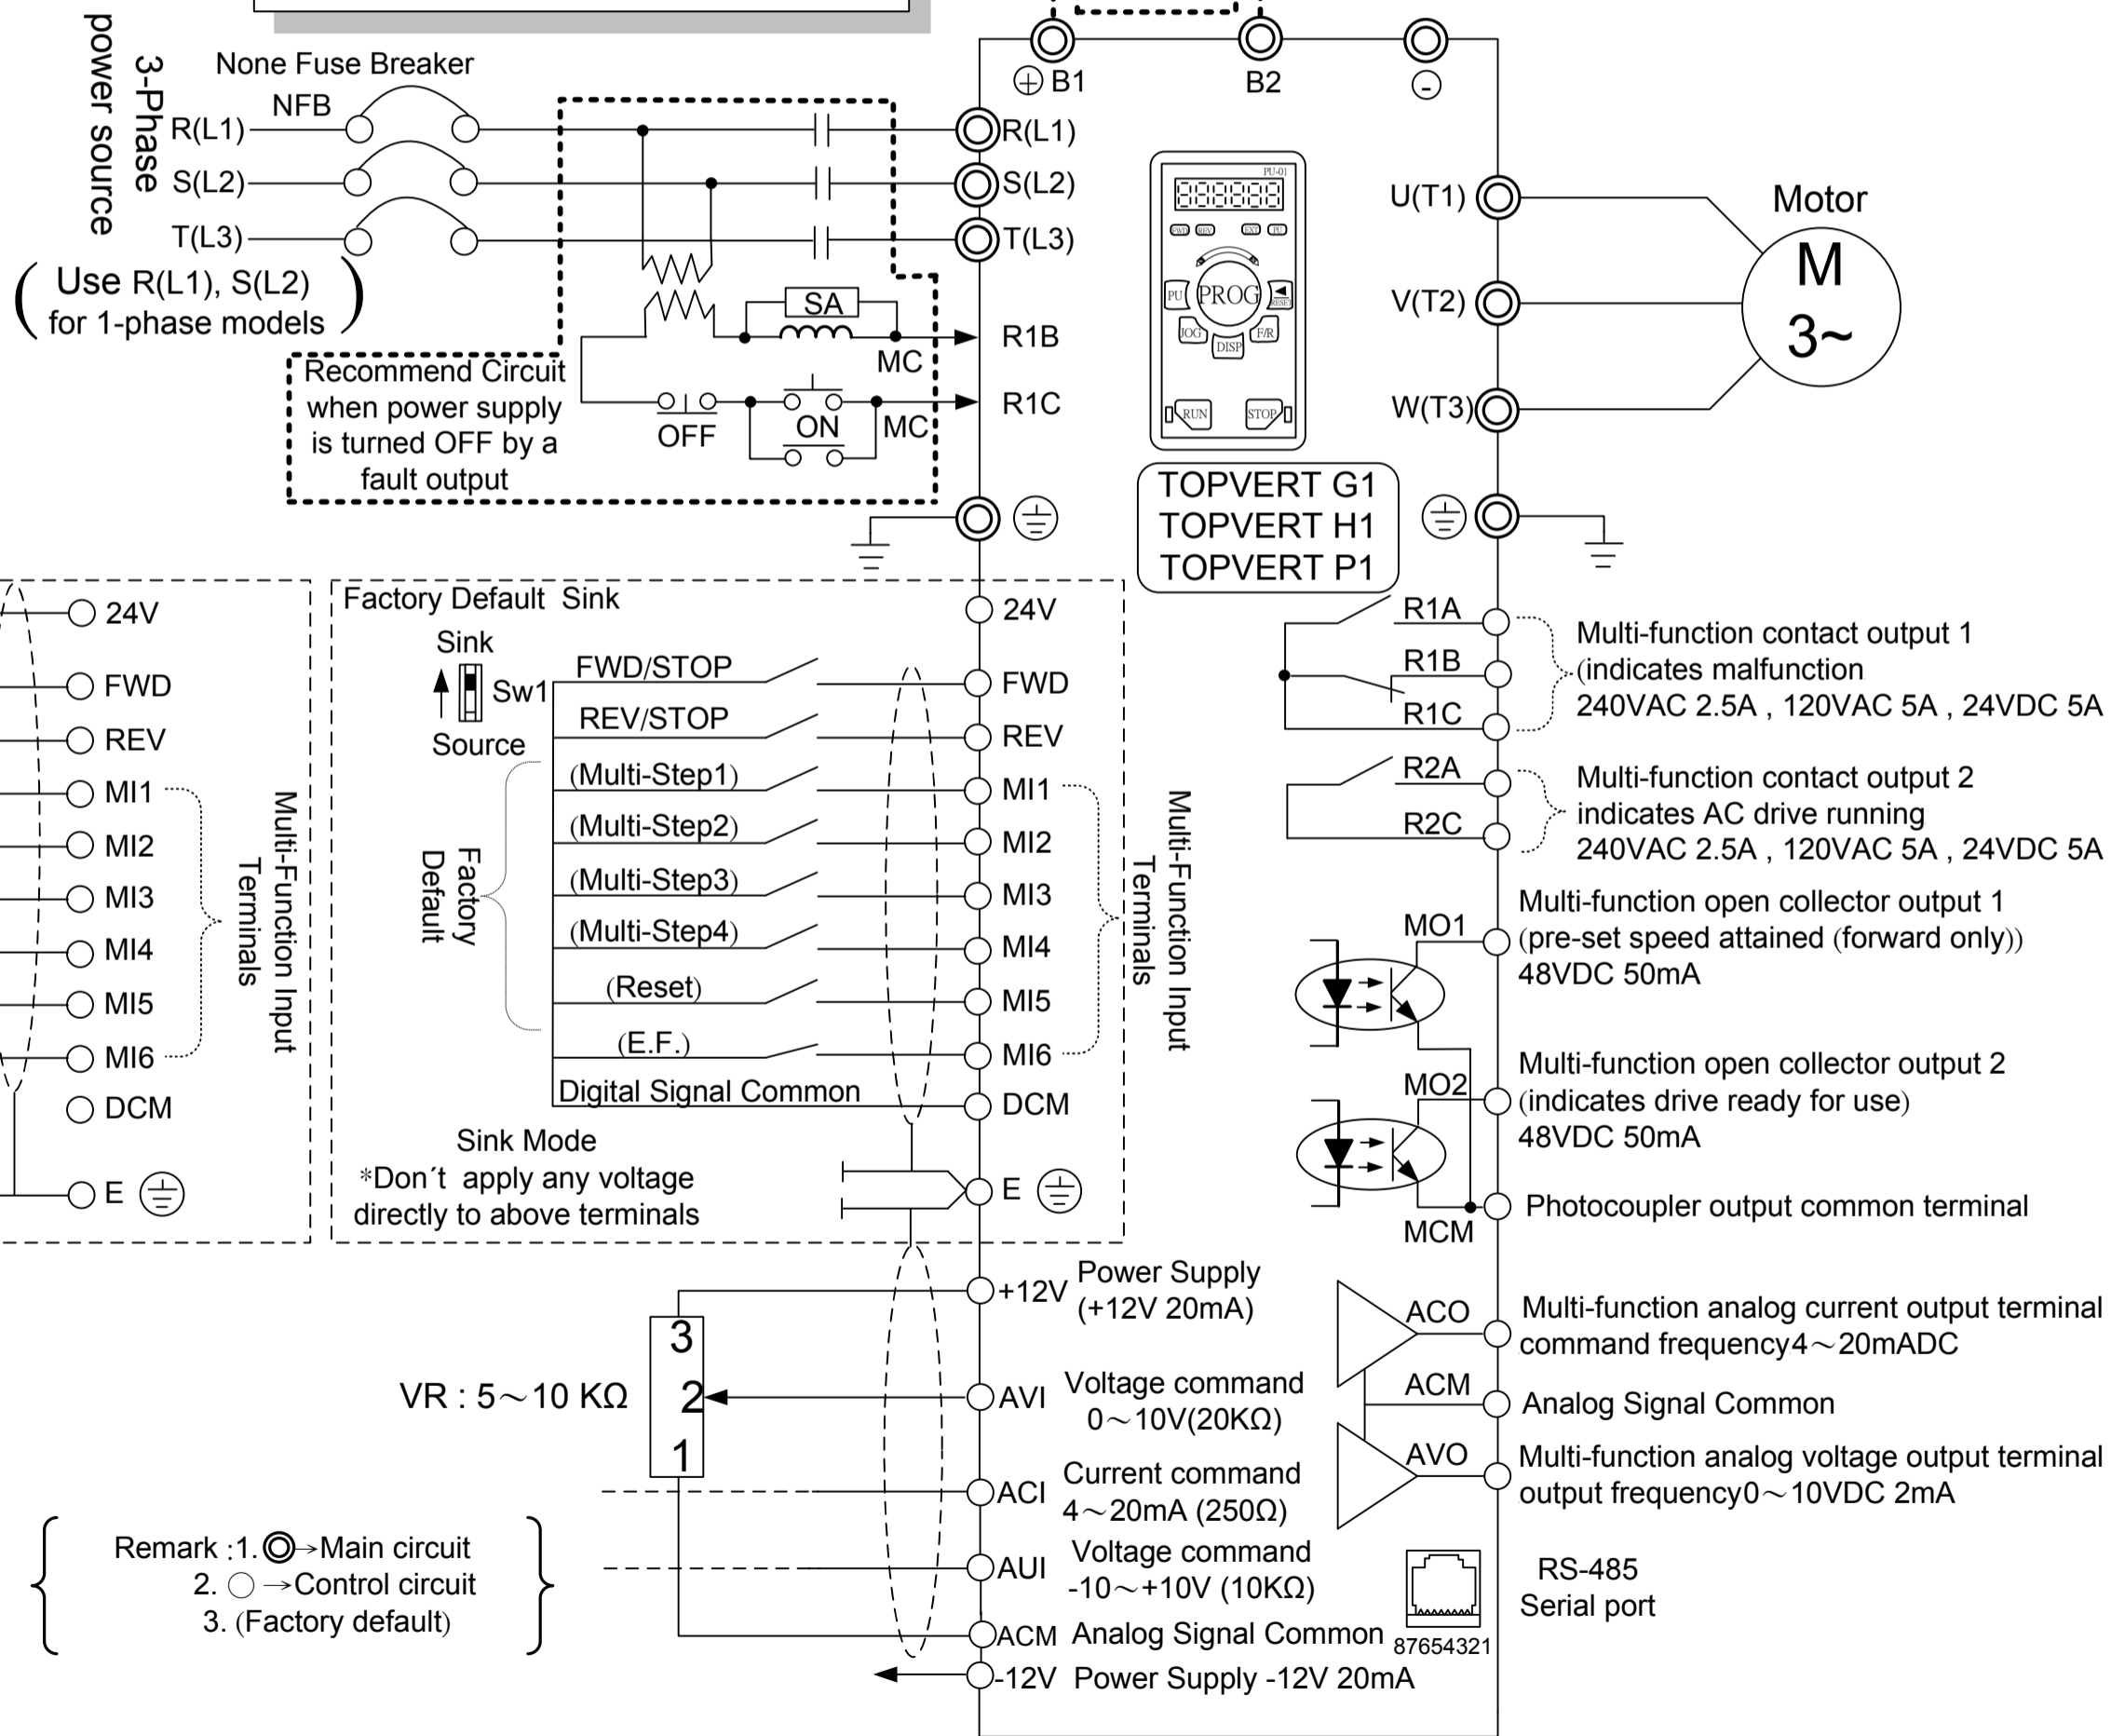 3-Phase
power source
None Fuse Breaker
NFB
R(L1)
S(L2)
T(L3)
(Use R(L1), S(L2)
for 1-phase models)
SA
MC
OFF
ON
MC
Recommend Circuit
when power supply
is turned OFF by a
fault output
B1
B2
-
R(L1)
S(L2)
T(L3)
R1B
R1C
PU-01
FWD
REV
EXT
PU
PU
PROG
RESET
JOG
DISP
F/R
RUN
STOP
U(T1)
V(T2)
W(T3)
Motor
M
3~
TOPVERT G1
TOPVERT H1
TOPVERT P1
24V
FWD
REV
MI1
MI2
MI3
MI4
MI5
MI6
DCM
E
Multi-Function Input
Terminals
Factory Default Sink
Sink
Sw1
Source
FWD/STOP
REV/STOP
(Multi-Step1)
(Multi-Step2)
(Multi-Step3)
(Multi-Step4)
(Reset)
(E.F.)
Digital Signal Common
Factory
Default
Sink Mode
*Don´t apply any voltage
directly to above terminals
24V
FWD
REV
MI1
MI2
MI3
MI4
MI5
MI6
DCM
E
Multi-Function Input
Terminals
R1A
R1B
R1C
Multi-function contact output 1
(indicates malfunction
240VAC 2.5A , 120VAC 5A , 24VDC 5A
R2A
R2C
Multi-function contact output 2
indicates AC drive running
240VAC 2.5A , 120VAC 5A , 24VDC 5A
MO1
Multi-function open collector output 1
(pre-set speed attained (forward only))
48VDC 50mA
MO2
Multi-function open collector output 2
(indicates drive ready for use)
48VDC 50mA
MCM
Photocoupler output common terminal
VR : 5～10 KΩ
3
2
1
+12V
Power Supply
(+12V 20mA)
AVI
Voltage command
0～10V(20KΩ)
ACI
Current command
4～20mA (250Ω)
AUI
Voltage command
-10～+10V (10KΩ)
ACM Analog Signal Common
-12V Power Supply -12V 20mA
ACO
Multi-function analog current output terminal
command frequency4～20mADC
ACM
Analog Signal Common
AVO
Multi-function analog voltage output terminal
output frequency0～10VDC 2mA
87654321
RS-485
Serial port
Remark :1. ◎→Main circuit
2. ○→Control circuit
3. (Factory default)